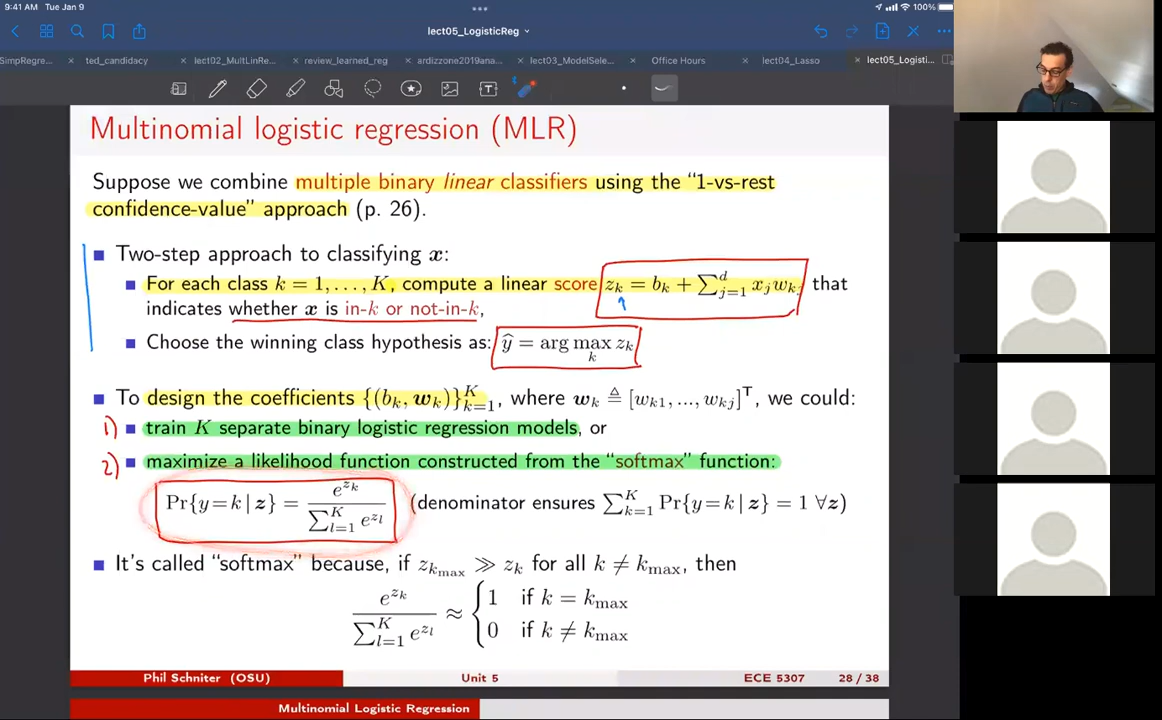 9:41 AM Tue Jan 9
100%
lect05_LogisticReg
SimpRegre... ted_candidacy lect02_MultLinRe... review_learned_reg ardizzone2019ana... lect03_ModelSele... Office Hours lect04_Lasso lect05_Logisti...
Multinomial logistic regression (MLR)
Suppose we combine multiple binary linear classifiers using the “1-vs-rest
confidence-value” approach (p. 26).
Two-step approach to classifying x:
For each class k = 1, . . . , K, compute a linear score z_k = b_k + ∑_{j=1}^d x_j w_{kj} that
indicates whether x is in-k or not-in-k,
Choose the winning class hypothesis as: ŷ = arg max_k z_k
To design the coefficients {(b_k, w_k)}_{k=1}^K, where w_k ≜ [w_{k1}, ..., w_{kj}]^T, we could:
1) train K separate binary logistic regression models, or
2) maximize a likelihood function constructed from the “softmax” function:
Pr{y=k | z} = e^{z_k} / ∑_{l=1}^K e^{z_l} (denominator ensures ∑_{k=1}^K Pr{y=k | z} = 1 ∀z)
It’s called “softmax” because, if z_{k_max} ≫ z_k for all k ≠ k_max, then
e^{z_k} / ∑_{l=1}^K e^{z_l} ≈ { 1 if k = k_max
0 if k ≠ k_max
Phil Schniter (OSU) Unit 5 ECE 5307 28 / 38
Multinomial Logistic Regression